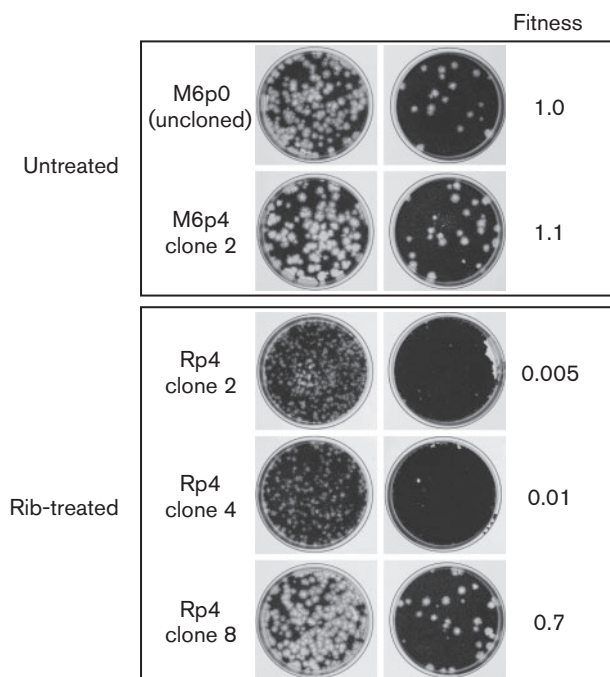 Fitness
Untreated
M6p0
(uncloned)
1.0
M6p4
clone 2
1.1
Rib-treated
Rp4
clone 2
0.005
Rp4
clone 4
0.01
Rp4
clone 8
0.7